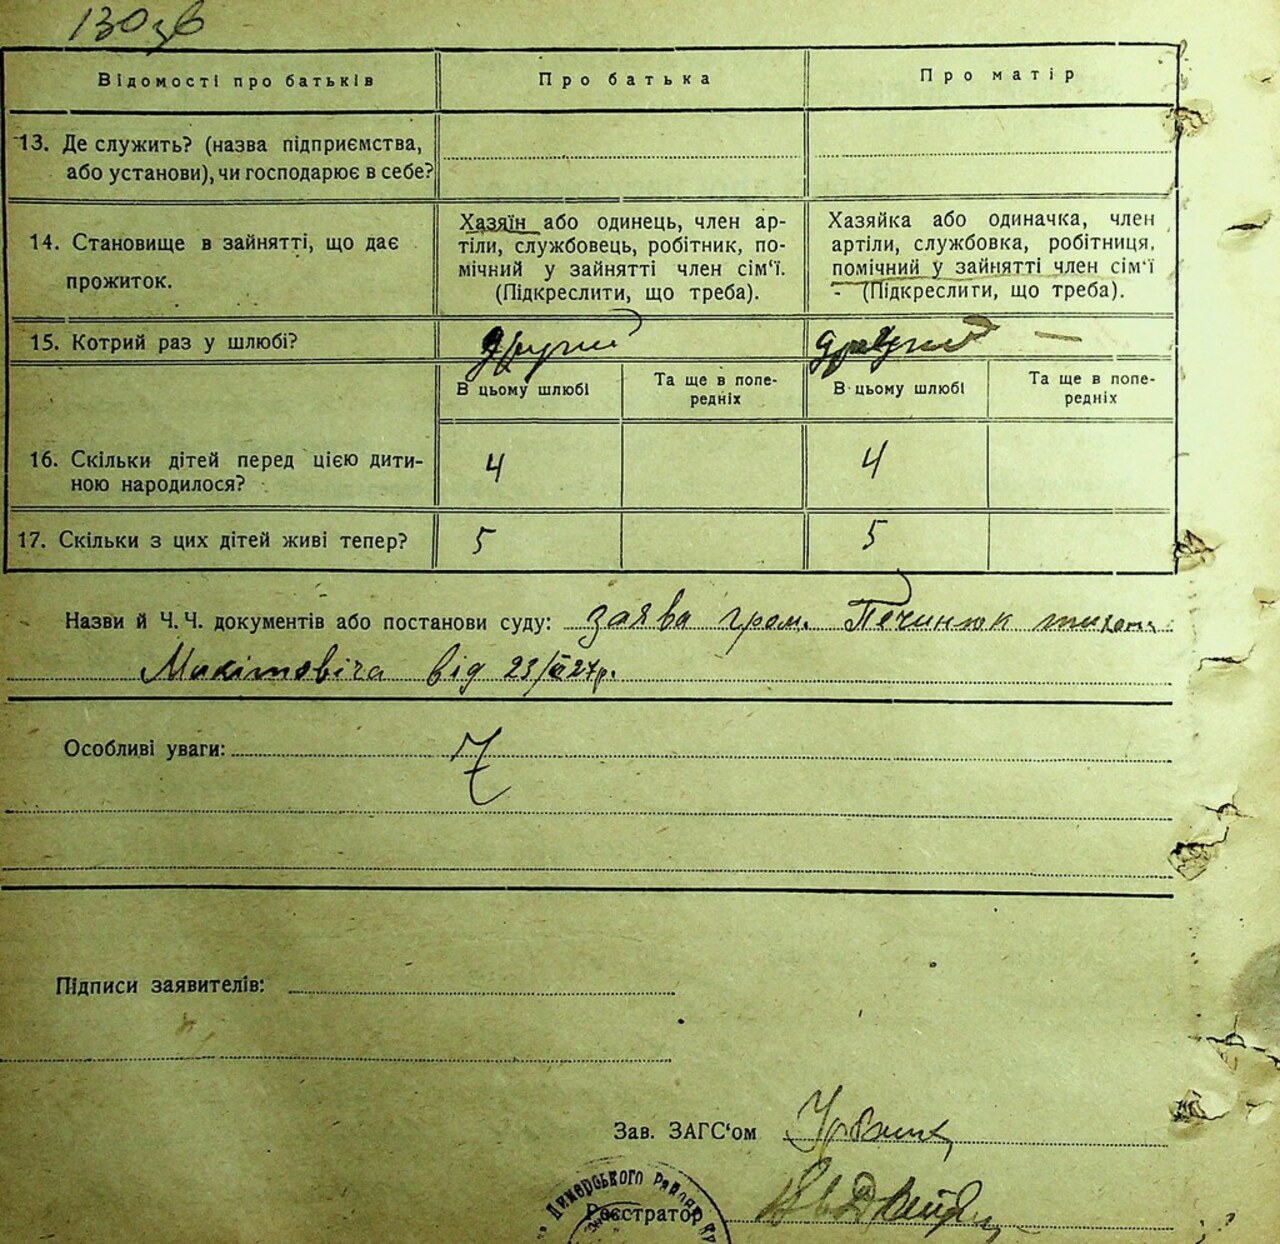 130зв
Відомості про батьків
Про батька
Про матір
13. Де служить? (назва підприємства,
або установи), чи господарює в себе?
14. Становище в зайнятті, що дає
прожиток.
Хазяїн або одинець, член ар-
тіли, службовець, робітник, по-
мічний у зайнятті член сім'ї.
(Підкреслити, що треба).
Хазяйка або одиначка, член
артіли, службовка, робітниця,
помічний у зайнятті член сім'ї
(Підкреслити, що треба).
15. Котрий раз у шлюбі?
другий
другий —
В цьому шлюбі
Та ще в попе-
редніх
В цьому шлюбі
Та ще в попе-
редніх
16. Скільки дітей перед цією дити-
ною народилося?
4
4
17. Скільки з цих дітей живі тепер?
5
5
Назви й Ч. Ч. документів або постанови суду: заява гром. Печинюк
від 23/ 27р.
Особливі уваги:
Підписи заявителів:
Зав. ЗАГС'ом
Димерського
Реєстратор